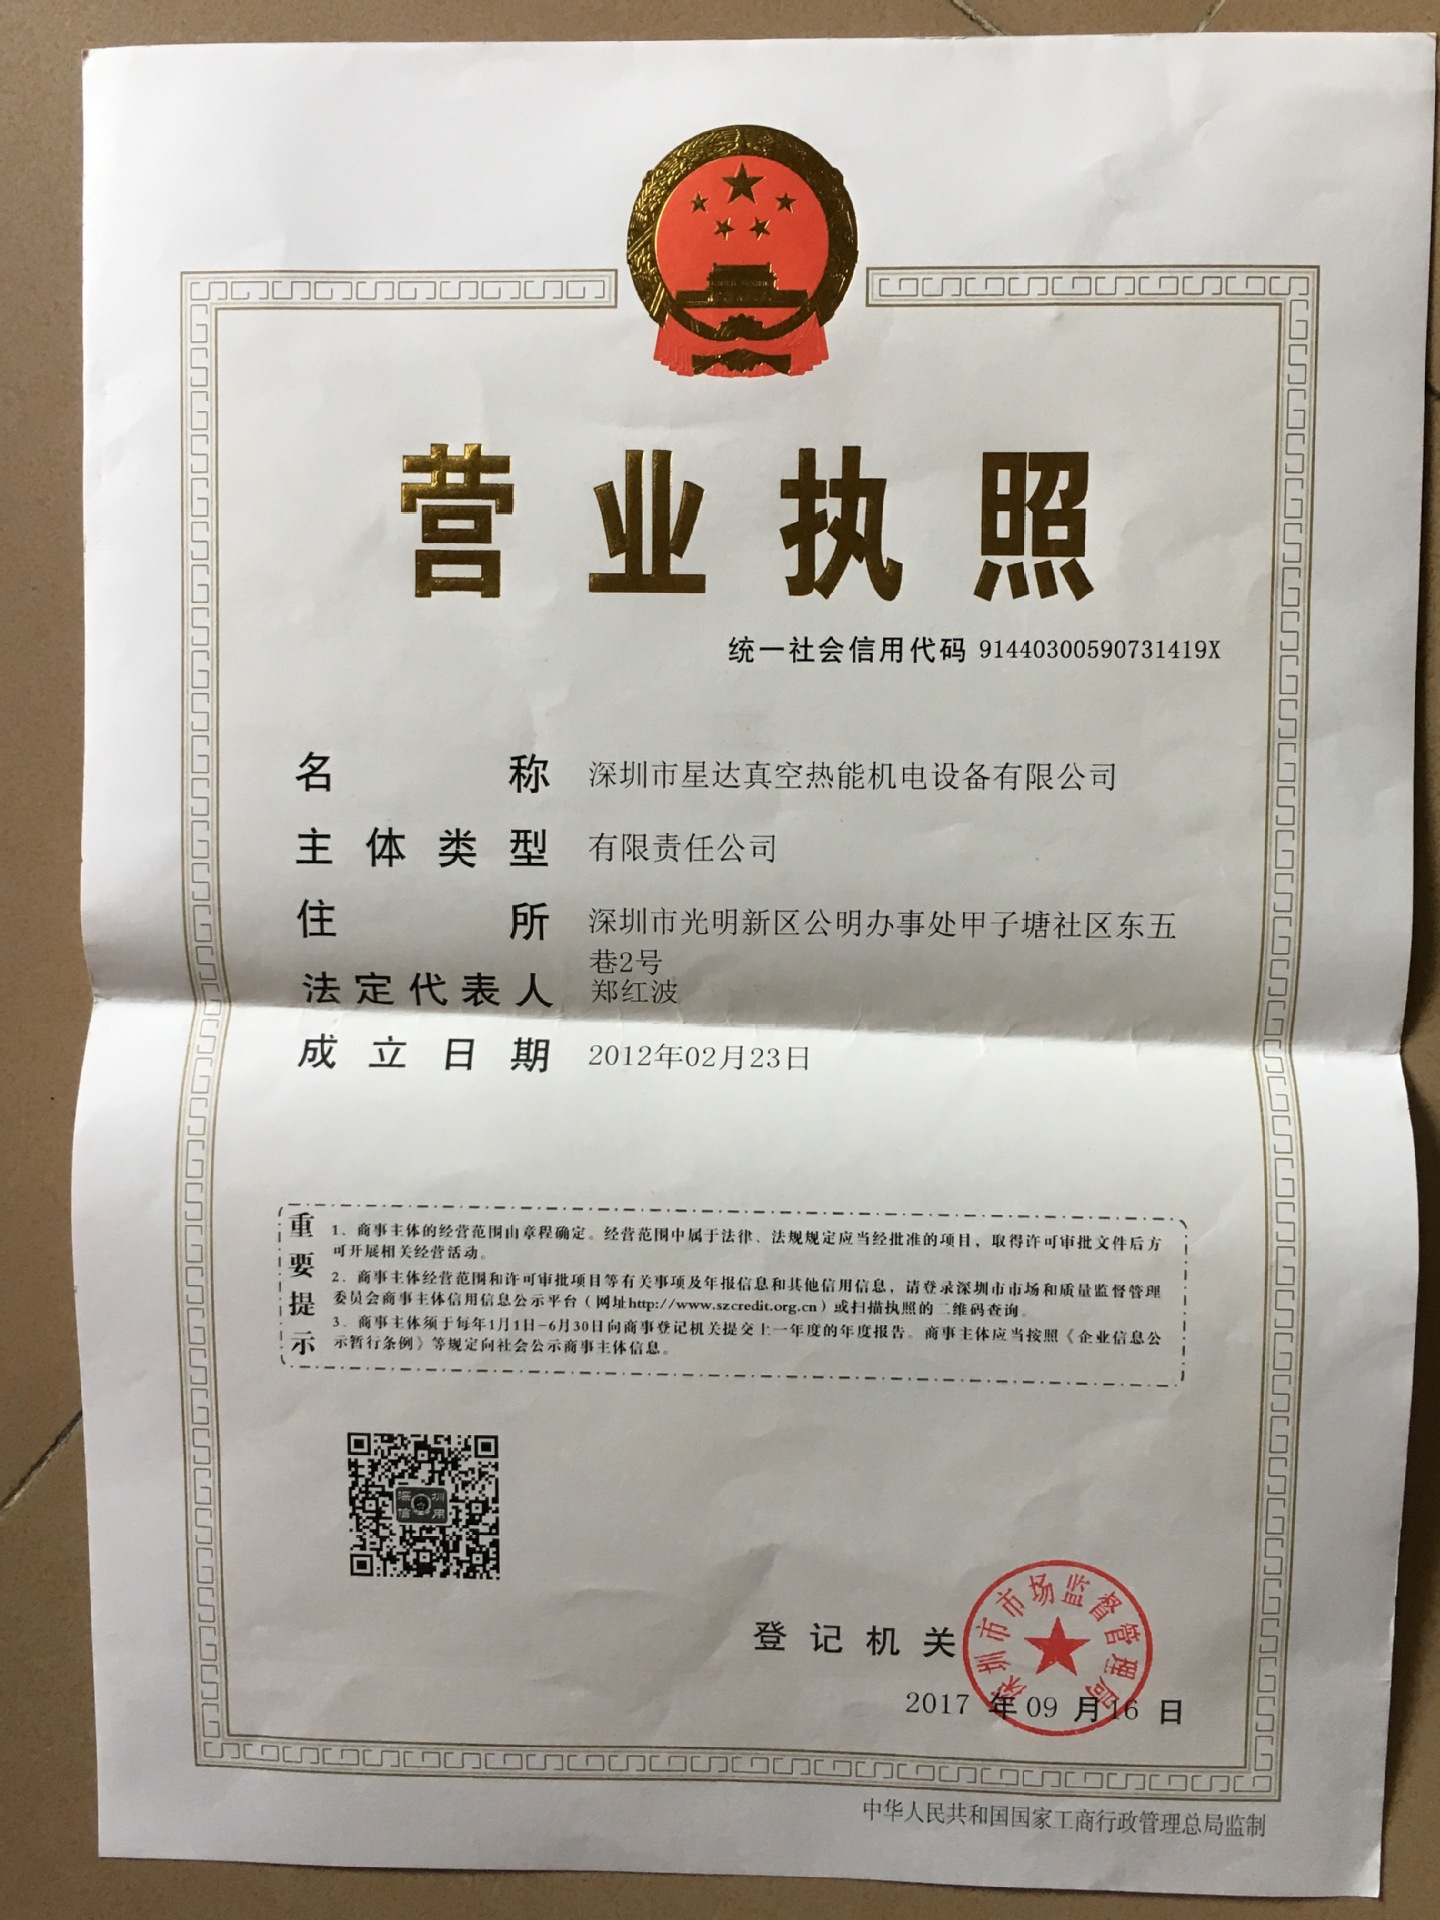 营业执照
统一社会信用代码 91440300590731419X
名称 深圳市星达真空热能机电设备有限公司
主体类型 有限责任公司
住所 深圳市光明新区公明办事处甲子塘社区东五
巷2号
法定代表人 郑红波
成立日期 2012年02月23日
重要提示
1、商事主体的经营范围由章程确定。经营范围中属于法律、法规规定应当经批准的项目，取得许可审批文件后方
可开展相关经营活动。
2、商事主体经营范围和许可审批项目等有关事项及年报信息和其他信用信息，请登录深圳市市场和质量监督管理
委员会商事主体信用信息公示平台（网址http://www.szcredit.org.cn）或扫描执照的二维码查询。
3、商事主体须于每年1月1日-6月30日向商事登记机关提交上一年度的年度报告。商事主体应当按照《企业信息公
示暂行条例》等规定向社会公示商事主体信息。
深圳
信用
登记机关
深圳市市场监督管理局
2017 年 09 月 16 日
中华人民共和国国家工商行政管理总局监制